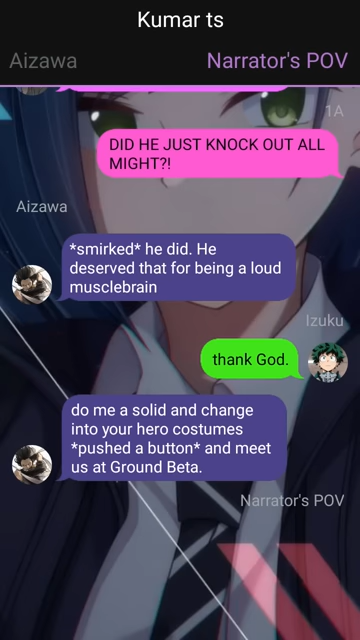 Kumar ts
Aizawa
Narrator's POV
1A
DID HE JUST KNOCK OUT ALL
MIGHT?!
Aizawa
*smirked* he did. He
deserved that for being a loud
musclebrain
Izuku
thank God.
do me a solid and change
into your hero costumes
*pushed a button* and meet
us at Ground Beta.
Narrator's POV